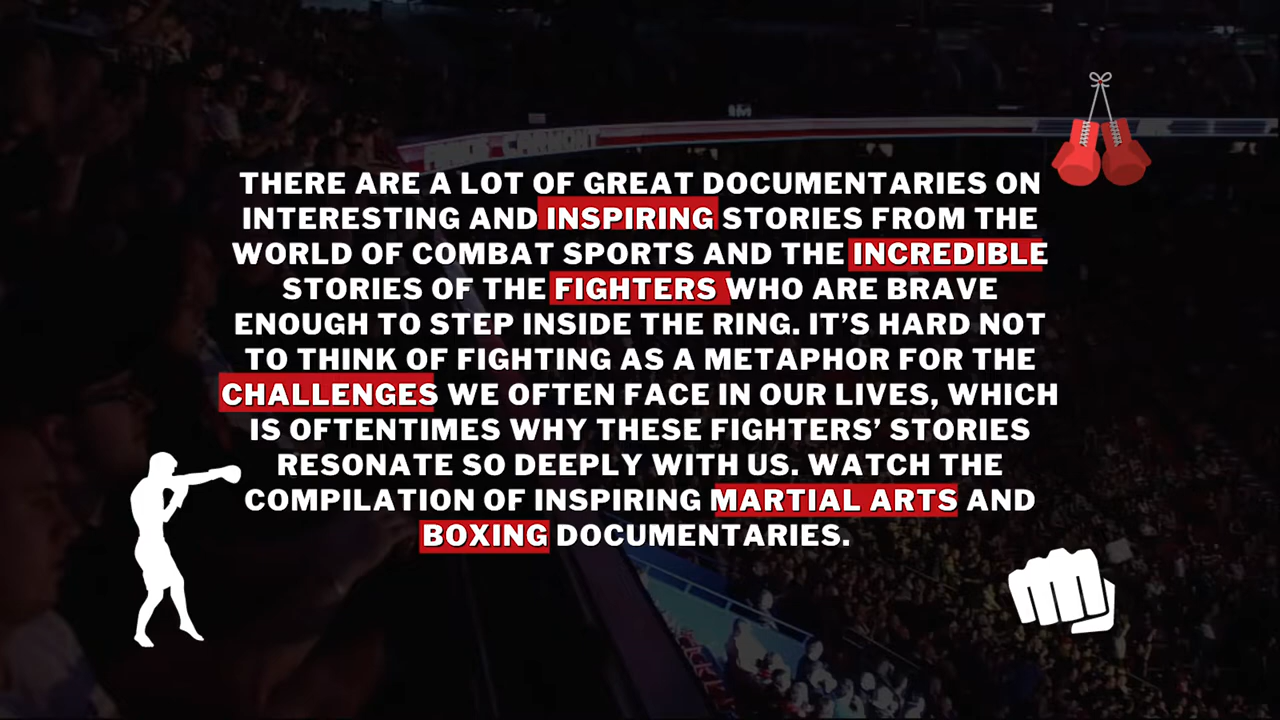 THERE ARE A LOT OF GREAT DOCUMENTARIES ON
INTERESTING AND INSPIRING STORIES FROM THE
WORLD OF COMBAT SPORTS AND THE INCREDIBLE
STORIES OF THE FIGHTERS WHO ARE BRAVE
ENOUGH TO STEP INSIDE THE RING. IT’S HARD NOT
TO THINK OF FIGHTING AS A METAPHOR FOR THE
CHALLENGES WE OFTEN FACE IN OUR LIVES, WHICH
IS OFTENTIMES WHY THESE FIGHTERS’ STORIES
RESONATE SO DEEPLY WITH US. WATCH THE
COMPILATION OF INSPIRING MARTIAL ARTS AND
BOXING DOCUMENTARIES.